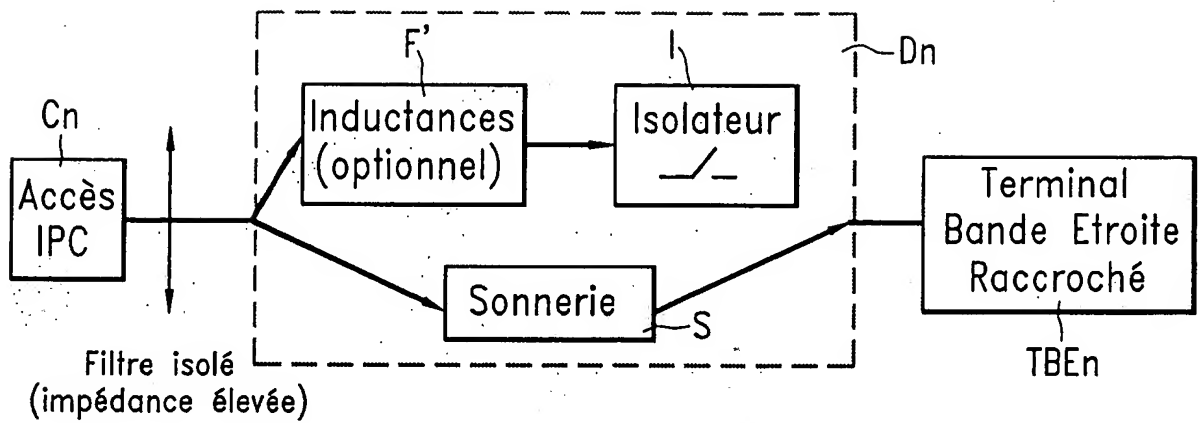 F'
I
Dn
Cn
Inductances
(optionnel)
Isolateur
Accès
IPC
Terminal
Bande Etroite
Raccroché
Sonnerie
S
TBEn
Filtre isolé
(impédance élevée)